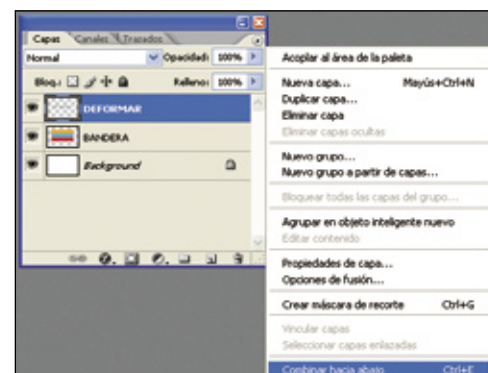 Capas Canales Trazados
Normal Opacidad: 100%
Bloq.: Relleno: 100%
DEFORMAR
BANDERA
Background
Acoplar al área de la paleta
Nueva capa... Mayús+Ctrl+N
Duplicar capa...
Eliminar capa
Eliminar capas ocultas
Nuevo grupo...
Nuevo grupo a partir de capas...
Bloquear todas las capas del grupo...
Agrupar en objeto inteligente nuevo
Editar contenido
Propiedades de capa...
Opciones de fusión...
Crear máscara de recorte Ctrl+G
Vincular capas
Seleccionar capas enlazadas
Combinar hacia abajo Ctrl+E